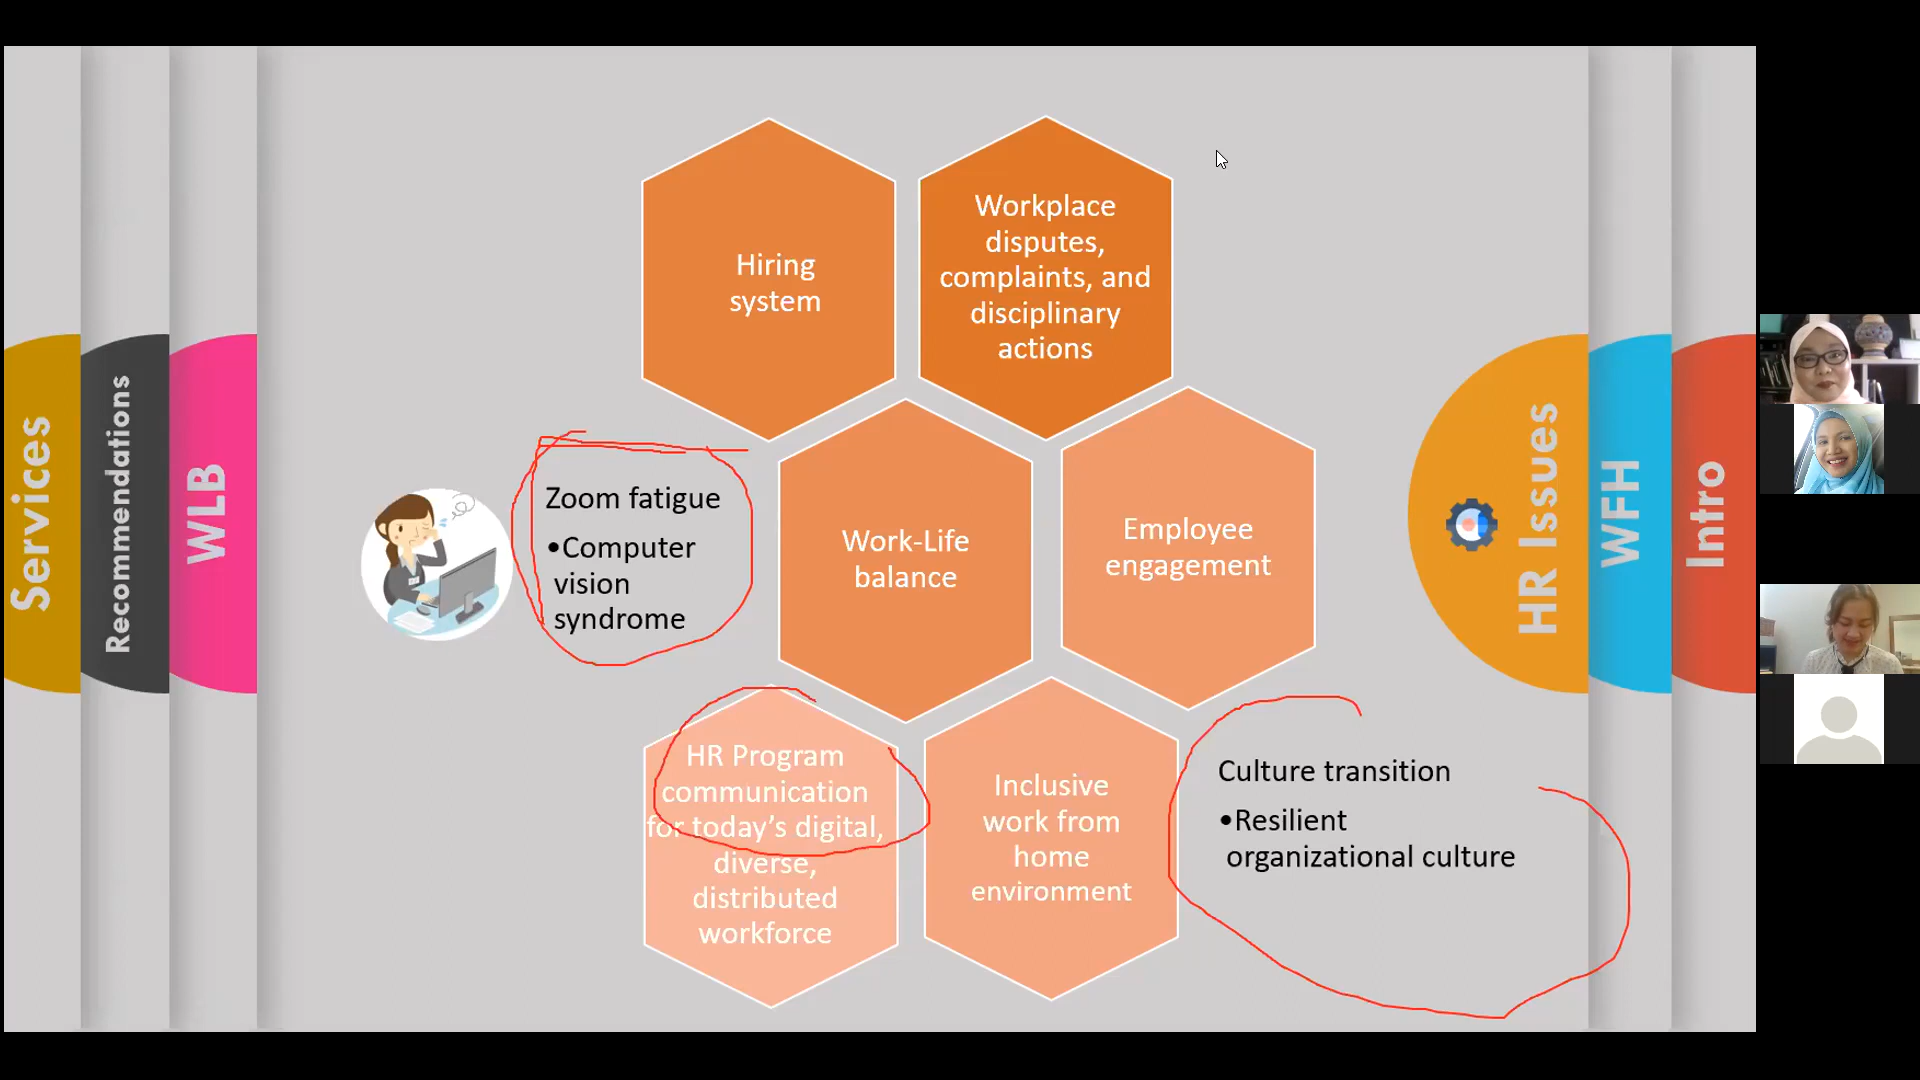 Services
Recommendations
WLB
Hiring
system
Workplace
disputes,
complaints, and
disciplinary
actions
Zoom fatigue
•Computer
vision
syndrome
Work-Life
balance
Employee
engagement
HR Program
communication
for today’s digital,
diverse,
distributed
workforce
Inclusive
work from
home
environment
Culture transition
•Resilient
organizational culture
HR Issues
WFH
Intro